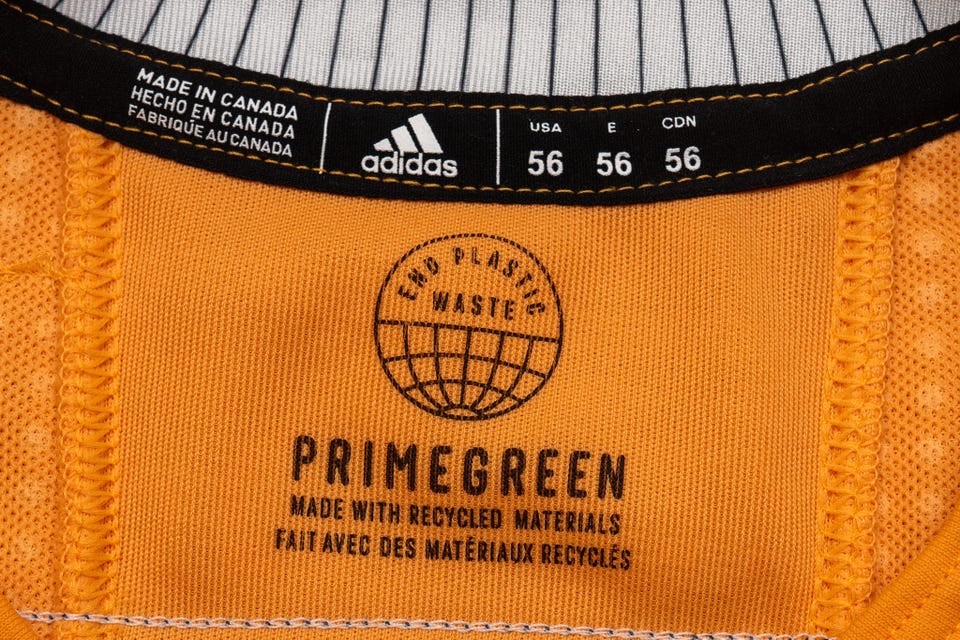 MADE IN CANADA
HECHO EN CANADA
FABRIQUÉ AU CANADA
adidas
USA E CDN
56 56 56
END PLASTIC
WASTE
PRIMEGREEN
MADE WITH RECYCLED MATERIALS
FAIT AVEC DES MATÉRIAUX RECYCLÉS